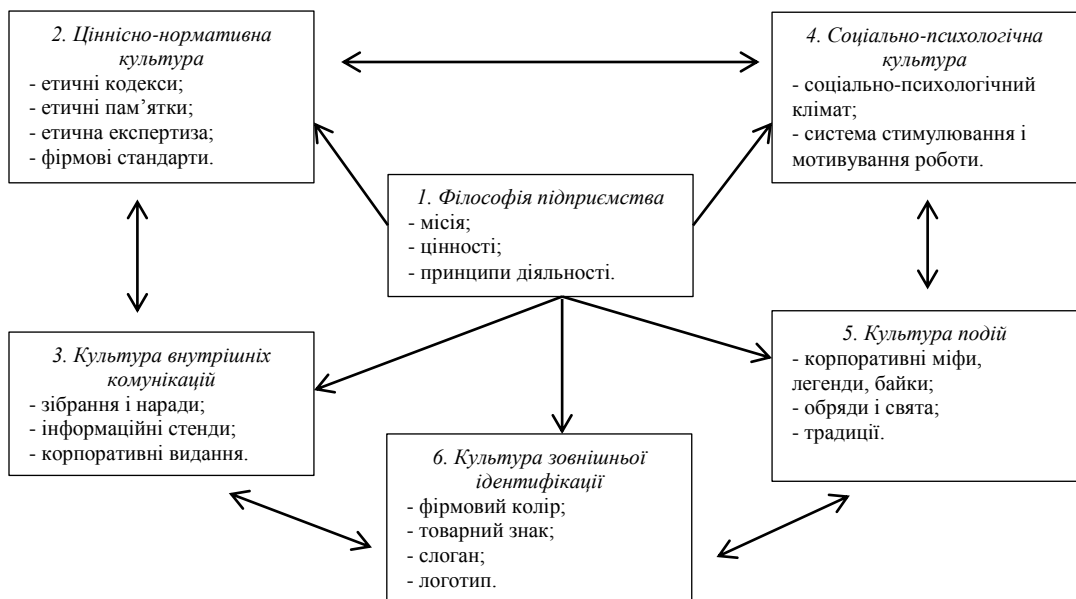 2. Ціннісно-нормативна
культура
- етичні кодекси;
- етичні пам’ятки;
- етична експертиза;
- фірмові стандарти.
4. Соціально-психологічна
культура
- соціально-психологічний
клімат;
- система стимулювання і
мотивування роботи.
1. Філософія підприємства
- місія;
- цінності;
- принципи діяльності.
3. Культура внутрішніх
комунікацій
- зібрання і наради;
- інформаційні стенди;
- корпоративні видання.
5. Культура подій
- корпоративні міфи,
легенди, байки;
- обряди і свята;
- традиції.
6. Культура зовнішньої
ідентифікації
- фірмовий колір;
- товарний знак;
- слоган;
- логотип.